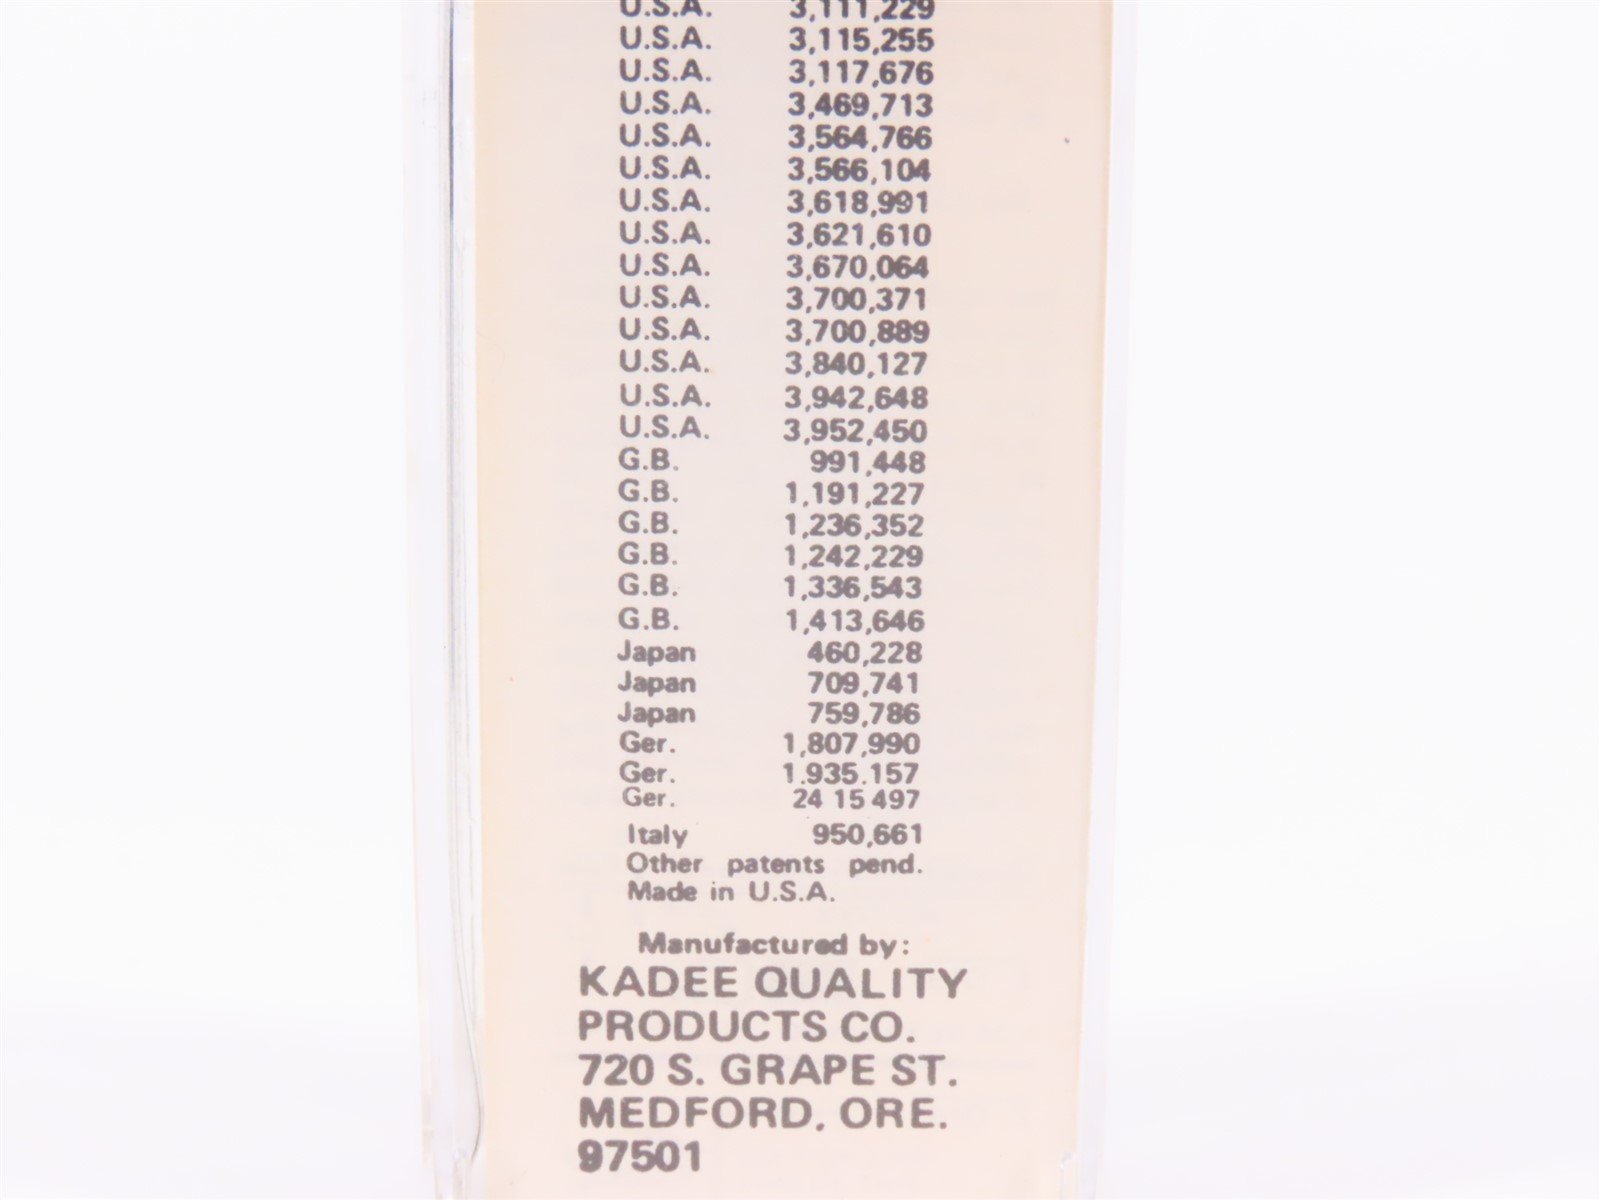 U.S.A. 3,111,229
U.S.A. 3,115,255
U.S.A. 3,117,676
U.S.A. 3,469,713
U.S.A. 3,564,766
U.S.A. 3,566,104
U.S.A. 3,618,991
U.S.A. 3,621,610
U.S.A. 3,670,064
U.S.A. 3,700,371
U.S.A. 3,700,889
U.S.A. 3,840,127
U.S.A. 3,942,648
U.S.A. 3,952,450
G.B. 991,448
G.B. 1,191,227
G.B. 1,236,352
G.B. 1,242,229
G.B. 1,336,543
G.B. 1,413,646
Japan 460,228
Japan 709,741
Japan 759,786
Ger. 1,807,990
Ger. 1.935.157
Ger. 24 15 497
Italy 950,661
Other patents pend.
Made in U.S.A.
Manufactured by:
KADEE QUALITY
PRODUCTS CO.
720 S. GRAPE ST.
MEDFORD, ORE.
97501